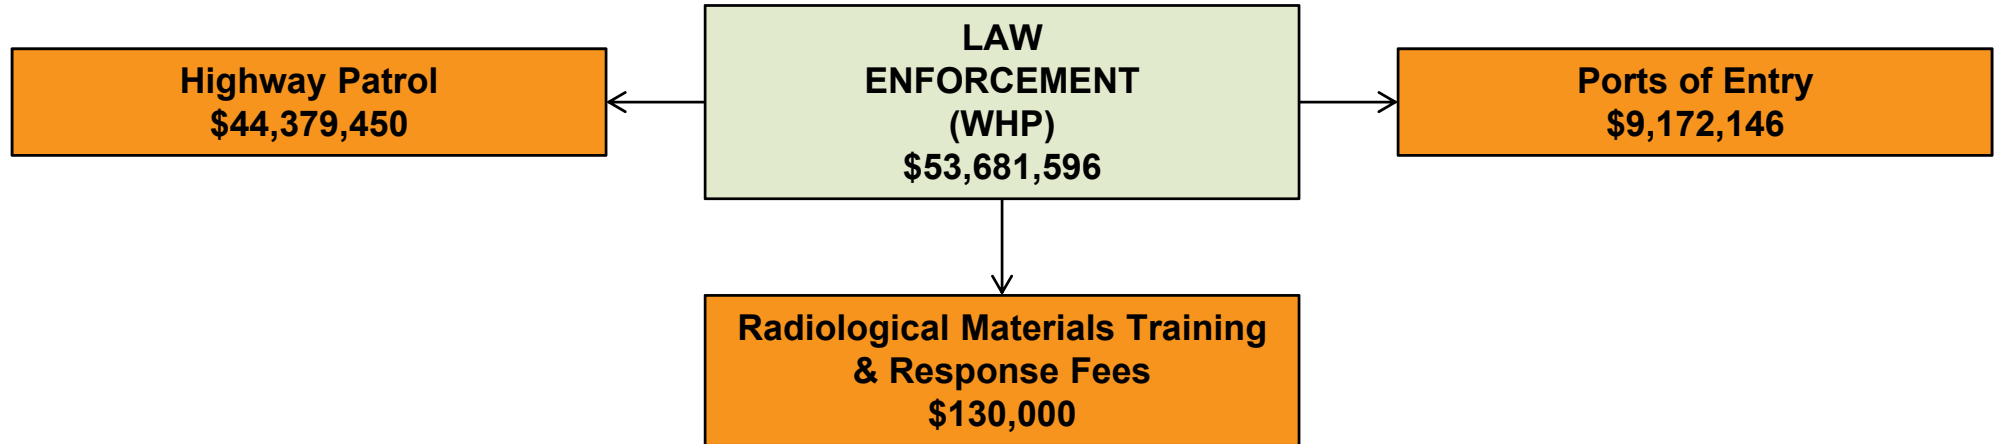 LAW
ENFORCEMENT
(WHP)
$53,681,596
Highway Patrol
$44,379,450
Ports of Entry
$9,172,146
Radiological Materials Training
& Response Fees
$130,000